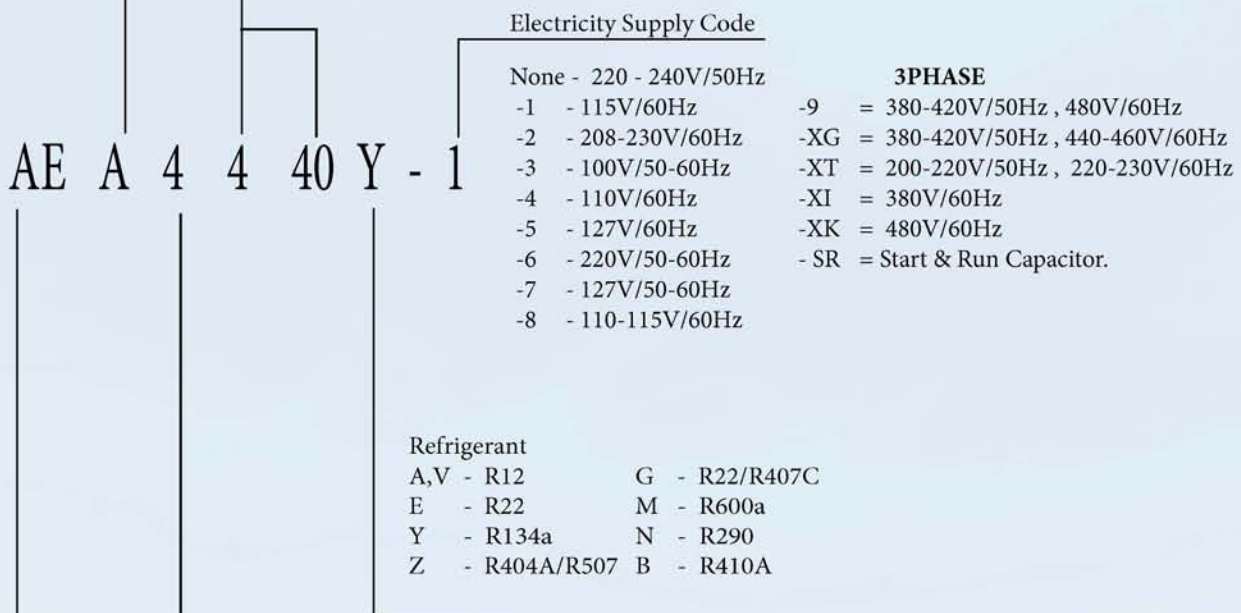 Electricity Supply Code
None - 220 - 240V/50Hz 3PHASE
-1 - 115V/60Hz -9 = 380-420V/50Hz , 480V/60Hz
-2 - 208-230V/60Hz -XG = 380-420V/50Hz , 440-460V/60Hz
-3 - 100V/50-60Hz -XT = 200-220V/50Hz , 220-230V/60Hz
-4 - 110V/60Hz -XI = 380V/60Hz
-5 - 127V/60Hz -XK = 480V/60Hz
-6 - 220V/50-60Hz - SR = Start & Run Capacitor.
-7 - 127V/50-60Hz
-8 - 110-115V/60Hz
AE A 4 4 40 Y - 1
Refrigerant
A,V - R12 G - R22/R407C
E - R22 M - R600a
Y - R134a N - R290
Z - R404A/R507 B - R410A